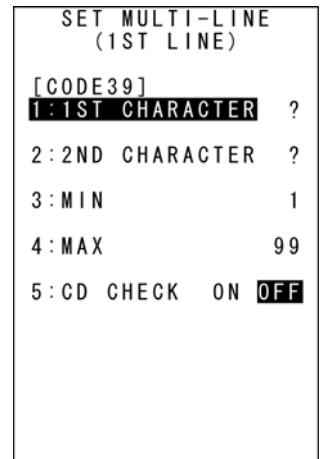 SET MULTI-LINE
(1ST LINE)
[CODE39]
1:1ST CHARACTER ?
2:2ND CHARACTER ?
3:MIN 1
4:MAX 99
5:CD CHECK ON OFF